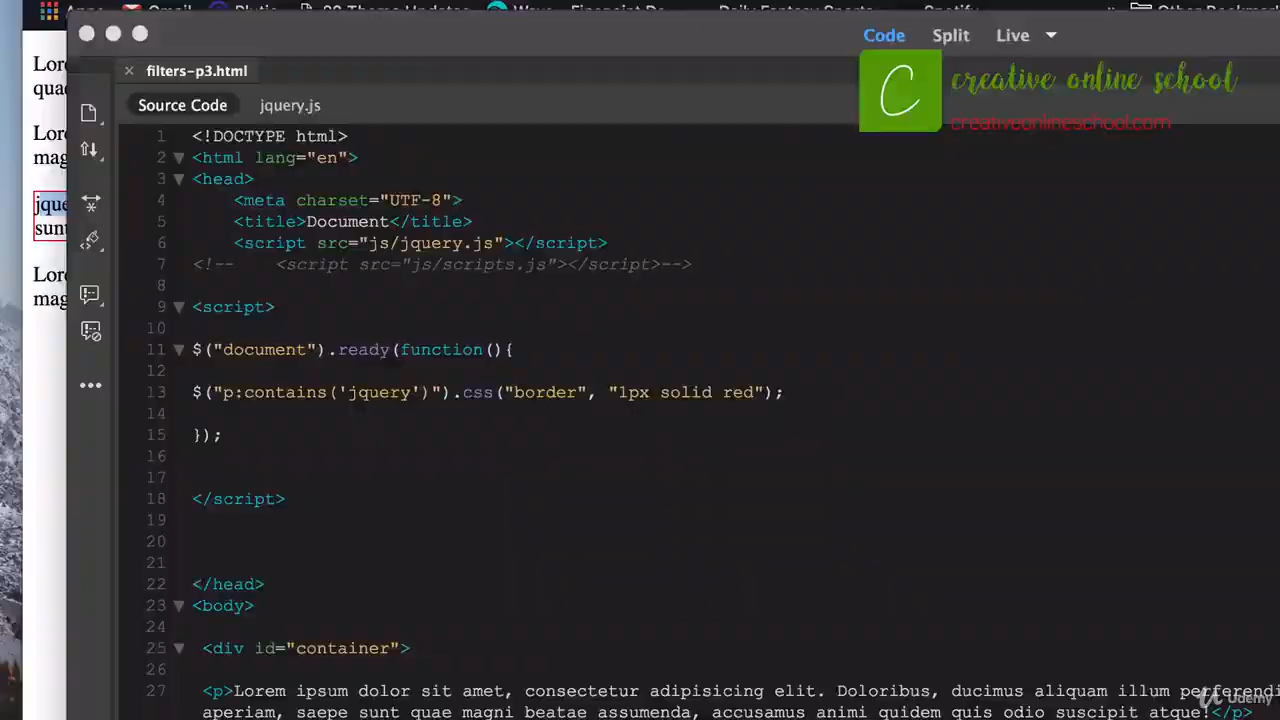 Code Split Live
filters-p3.html
Source Code jquery.js
creative online school
creativeonlineschool.com
Lore
quae
Lore
mag
jque
sunt
Lore
mag
1 <!DOCTYPE html>
2 <html lang="en">
3 <head>
4 <meta charset="UTF-8">
5 <title>Document</title>
6 <script src="js/jquery.js"></script>
7 <!-- <script src="js/scripts.js"></script>-->
8
9 <script>
10
11 $("document").ready(function(){
12
13 $("p:contains('jquery')").css("border", "1px solid red");
14
15 });
16
17
18 </script>
19
20
21
22 </head>
23 <body>
24
25 <div id="container">
26
27 <p>Lorem ipsum dolor sit amet, consectetur adipisicing elit. Doloribus, ducimus aliquam illum perferendi
aperiam, saepe sunt quae magni beatae assumenda, accusamus animi quidem quis odio suscipit atque!</p>
Udemy